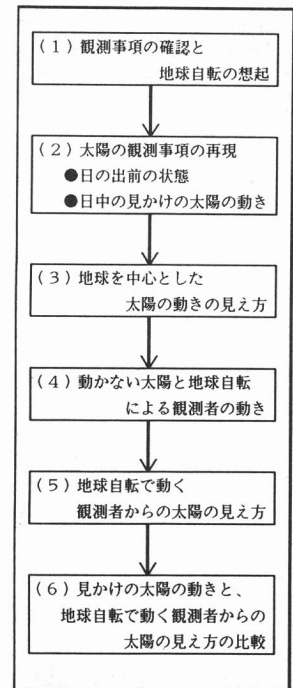 (1)観測事項の確認と
地球自転の想起
(2)太陽の観測事項の再現
●日の出前の状態
●日中の見かけの太陽の動き
(3)地球を中心とした
太陽の動きの見え方
(4)動かない太陽と地球自転
による観測者の動き
(5)地球自転で動く
観測者からの太陽の見え方
(6)見かけの太陽の動きと、
地球自転で動く観測者からの
太陽の見え方の比較